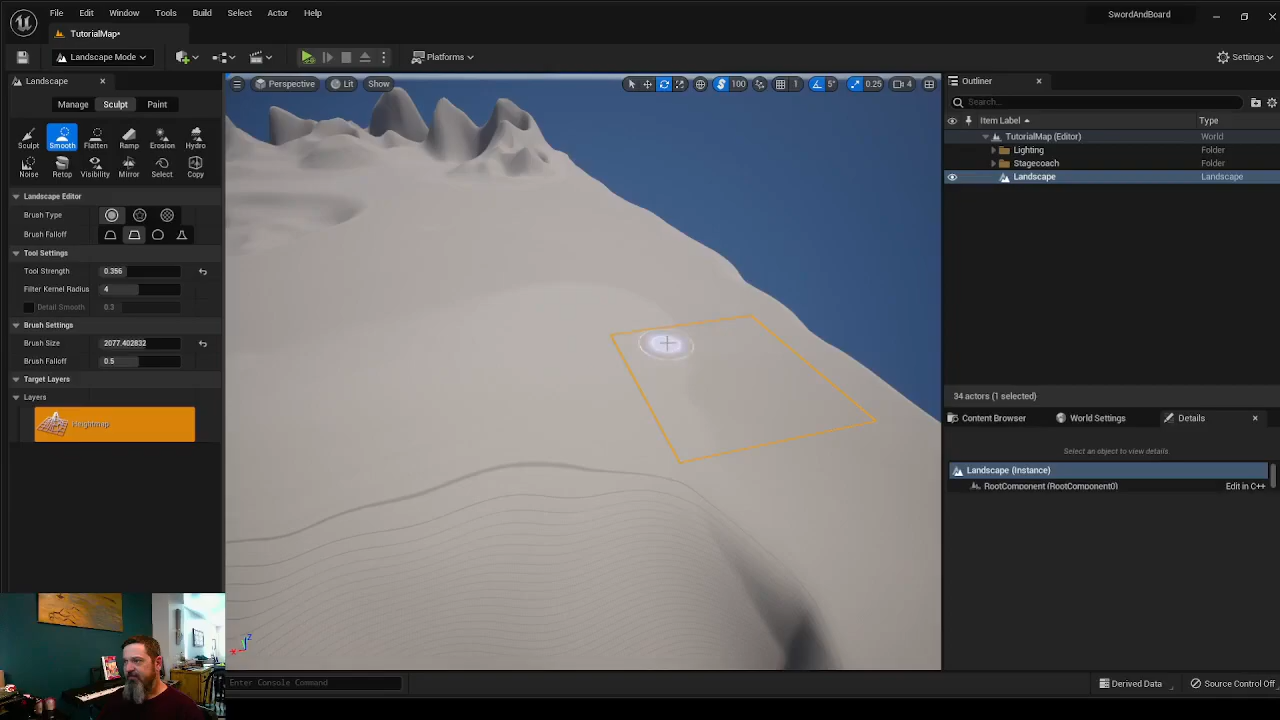 File Edit Window Tools Build Select Actor Help
SwordAndBoard
TutorialMap*
Landscape Mode
Platforms
Settings
Landscape
Perspective Lit Show
100 1 5° 0.25 4
Outliner
Manage Sculpt Paint
Search...
Item Label Type
Sculpt Smooth Flatten Ramp Erosion Hydro
TutorialMap (Editor) World
Lighting Folder
Stagecoach Folder
Noise Retop Visibility Mirror Select Copy
Landscape Landscape
Landscape Editor
Brush Type
Brush Falloff
Tool Settings
Tool Strength 0.356
Filter Kernel Radius 4
Detail Smooth 0.3
Brush Settings
Brush Size 2077.402832
Brush Falloff 0.5
Target Layers
Layers
Heightmap
34 actors (1 selected)
Content Browser World Settings Details
Select an object to view details
Landscape (Instance)
RootComponent (RootComponent0) Edit in C++
Enter Console Command
Derived Data Source Control Off